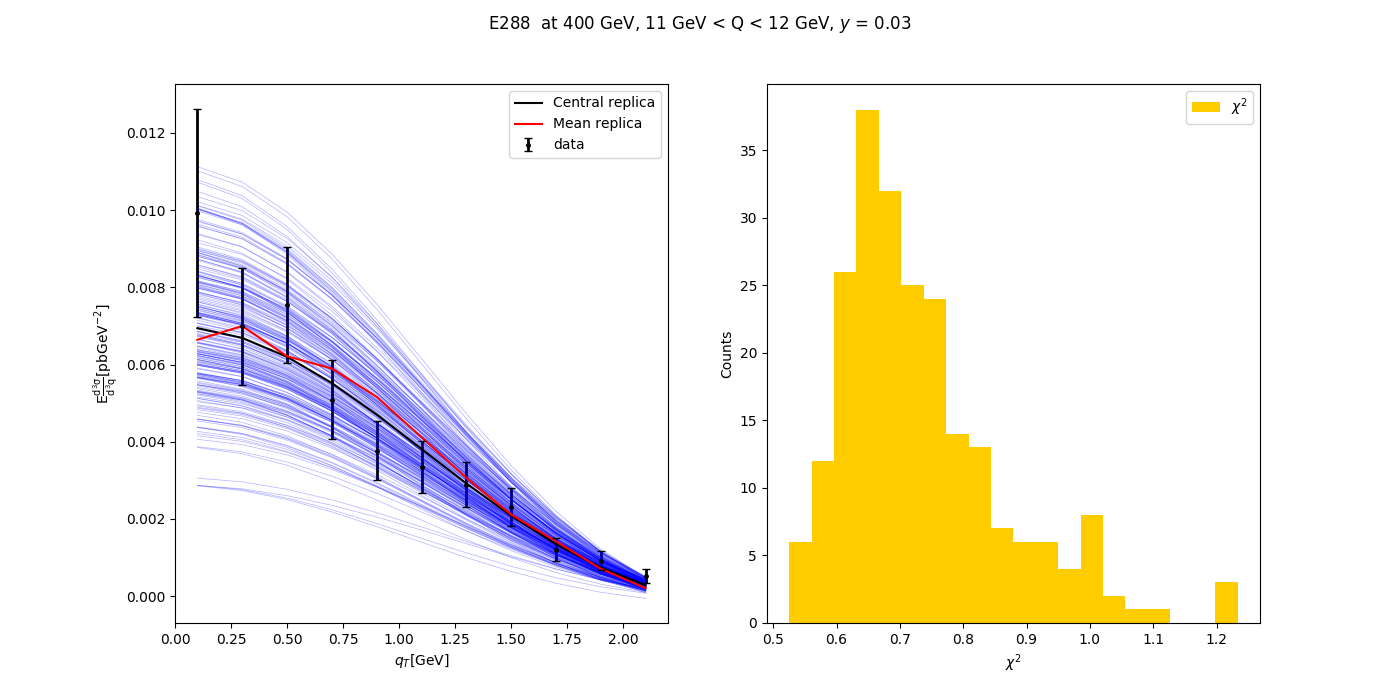 E288 at 400 GeV, 11 GeV < Q < 12 GeV, y = 0.03
Central replica
Mean replica
data
0.012
0.010
0.008
0.006
0.004
0.002
0.000
E d³σ/d³q [pbGeV⁻²]
0.00 0.25 0.50 0.75 1.00 1.25 1.50 1.75 2.00
q_T[GeV]
χ²
35
30
25
20
15
10
5
0
Counts
0.5 0.6 0.7 0.8 0.9 1.0 1.1 1.2
χ²